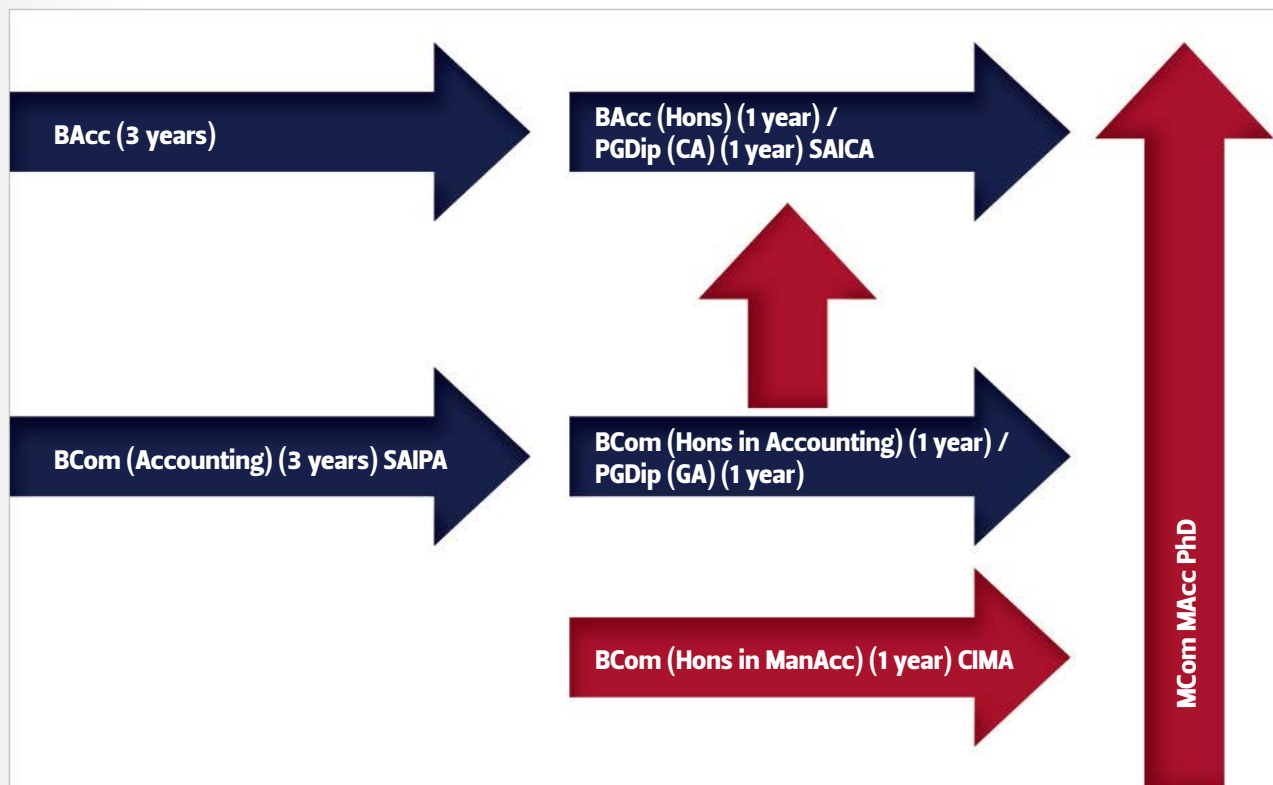 BAcc (3 years)
BAcc (Hons) (1 year) /
PGDip (CA) (1 year) SAICA
BCom (Accounting) (3 years) SAIPA
BCom (Hons in Accounting) (1 year) /
PGDip (GA) (1 year)
BCom (Hons in ManAcc) (1 year) CIMA
MCom MAcc PhD